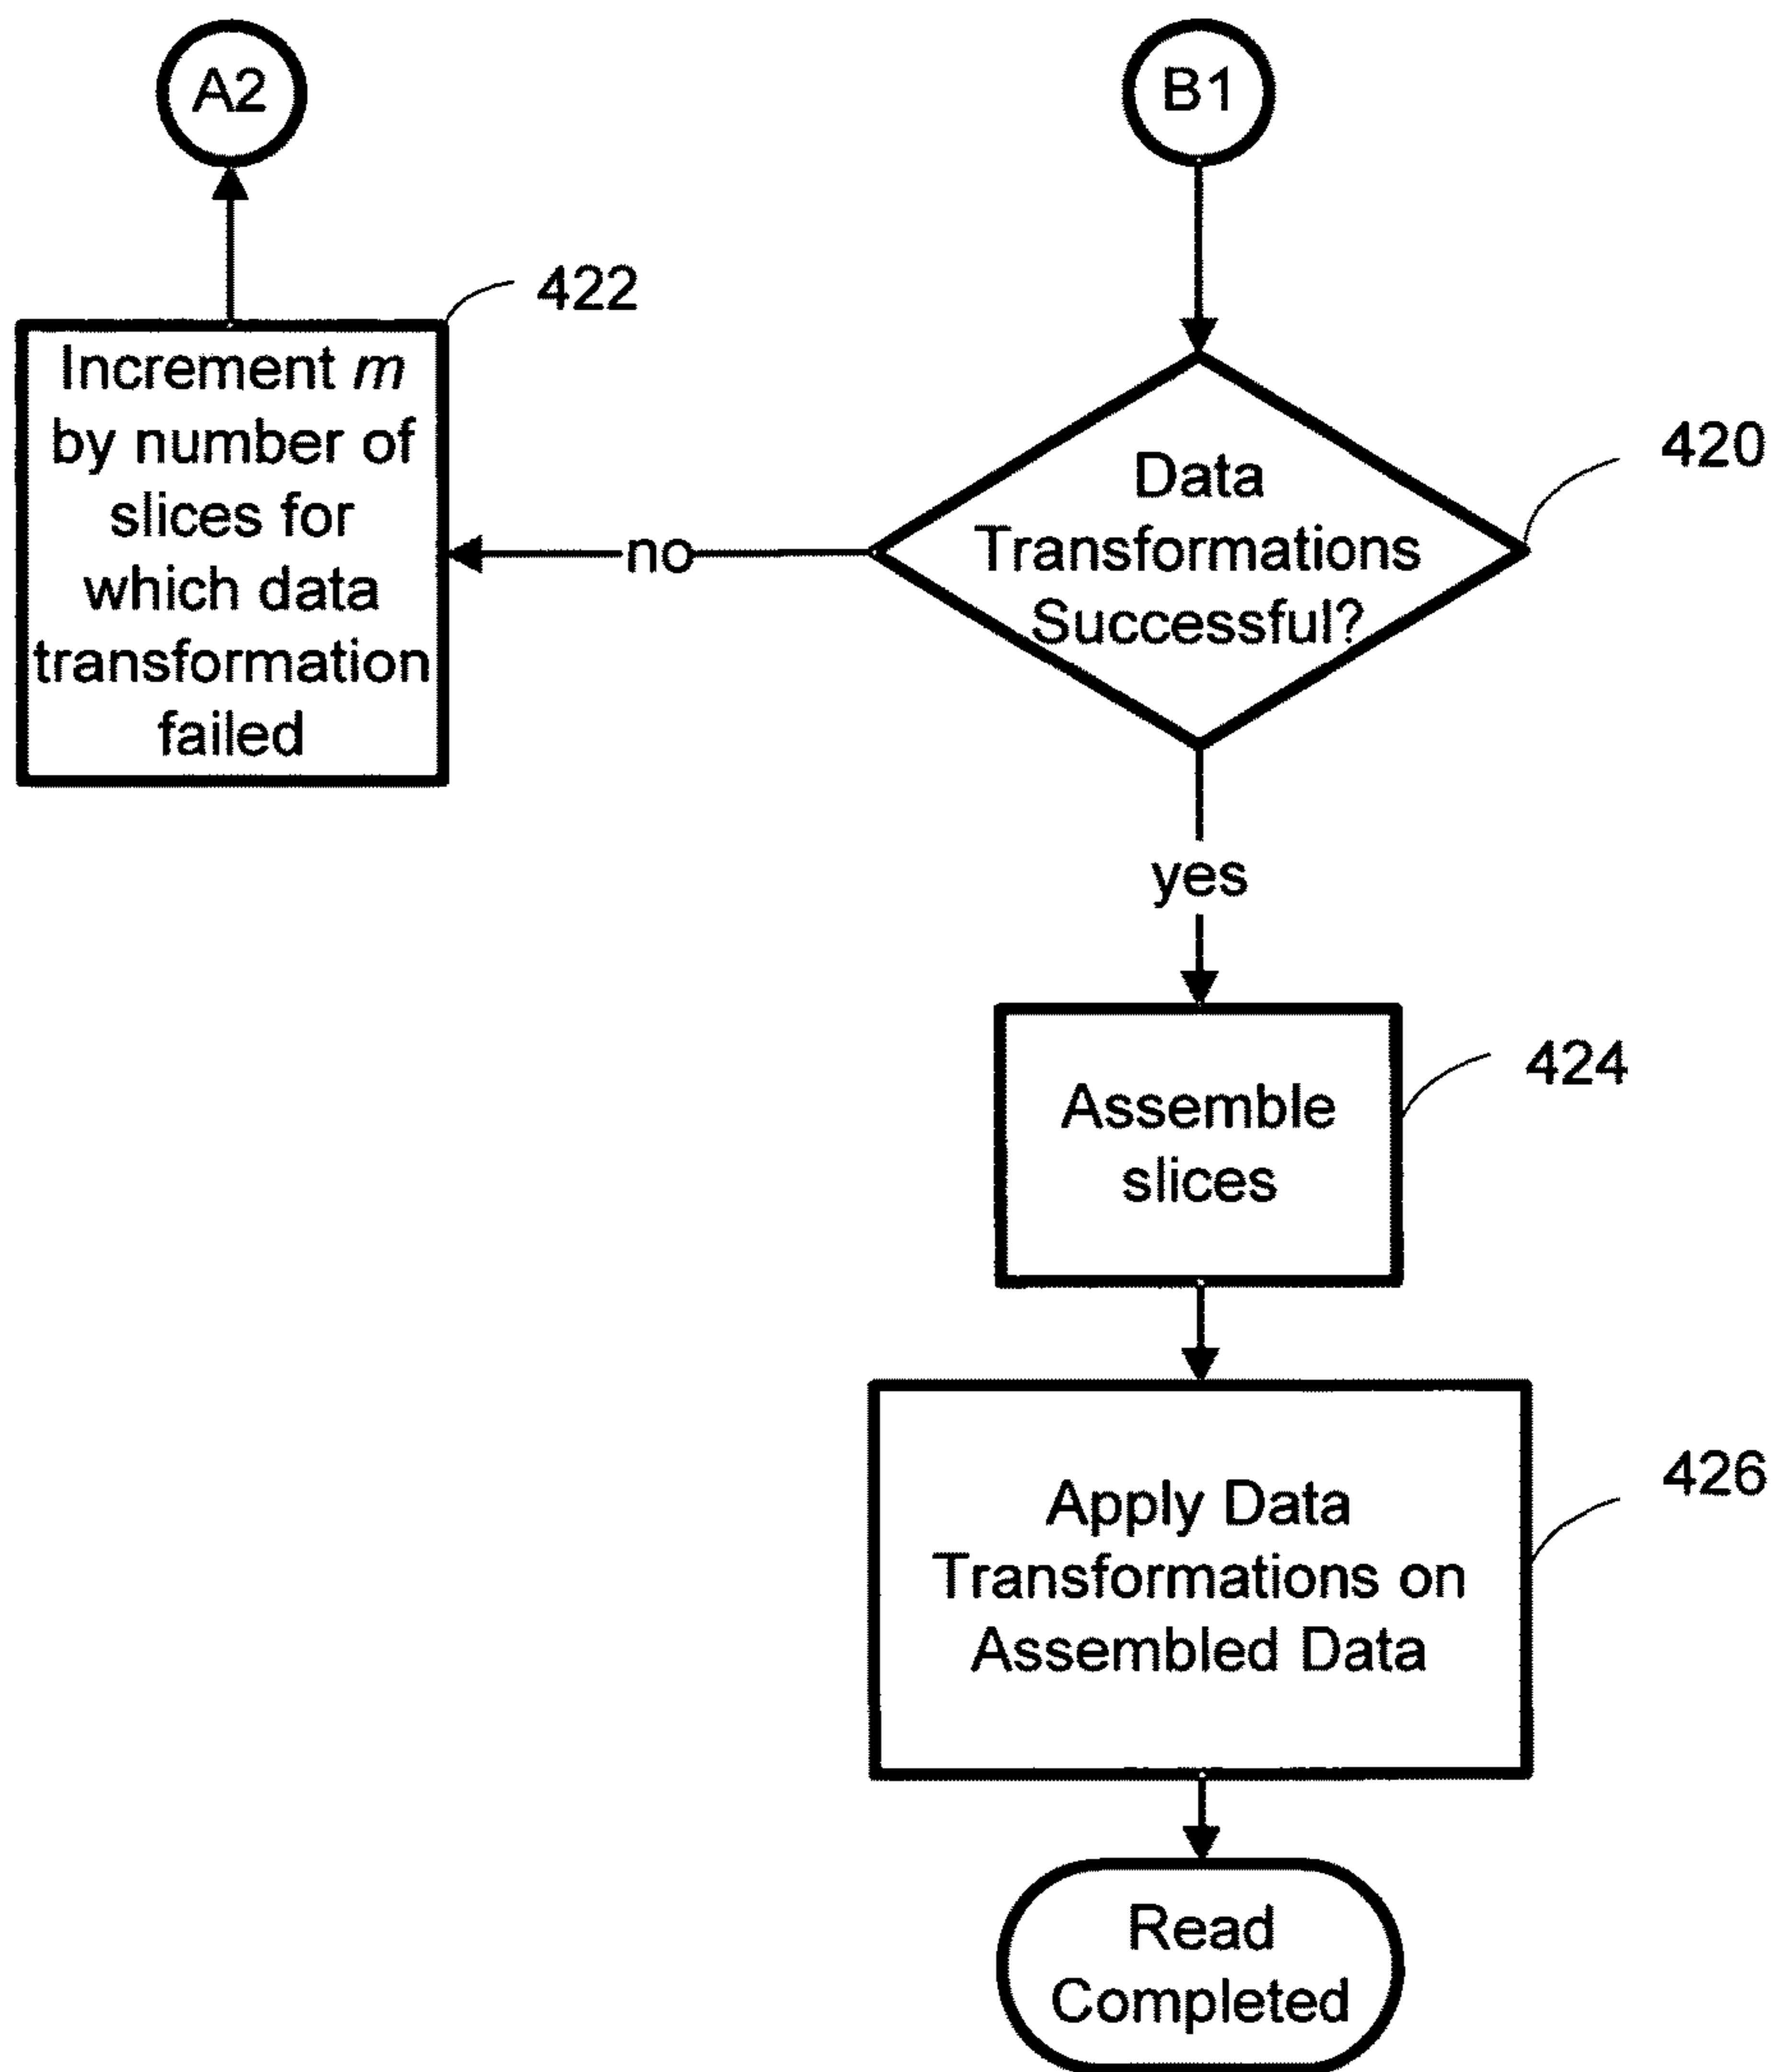 A2
B1
422
Increment m
by number of
slices for
which data
transformation
failed
420
Data
Transformations
Successful?
no
yes
424
Assemble
slices
426
Apply Data
Transformations on
Assembled Data
Read
Completed